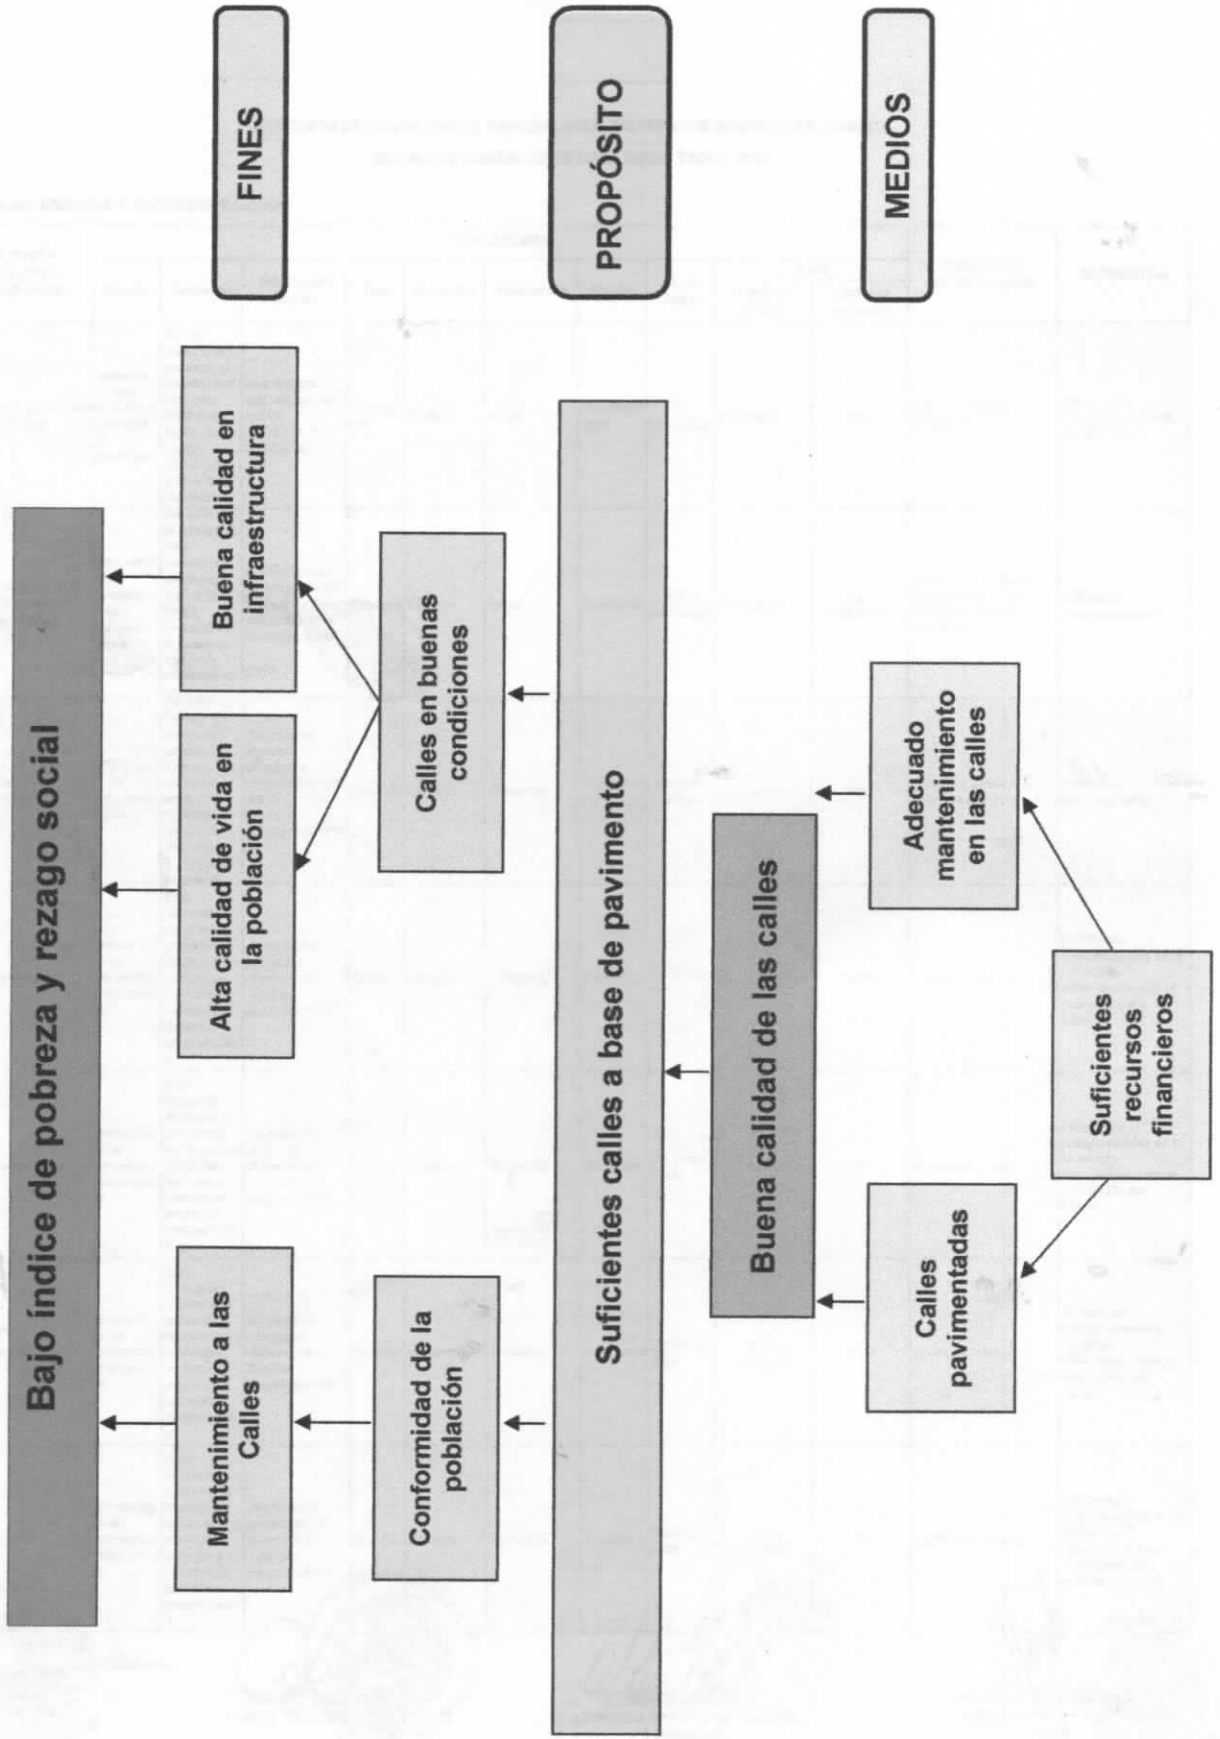 Bajo índice de pobreza y rezago social
Mantenimiento a las
Calles
Alta calidad de vida en
la población
Buena calidad en
infraestructura
FINES
Conformidad de la
población
Calles en buenas
condiciones
Suficientes calles a base de pavimento
PROPÓSITO
Buena calidad de las calles
Calles
pavimentadas
Adecuado
mantenimiento
en las calles
MEDIOS
Suficientes
recursos
financieros